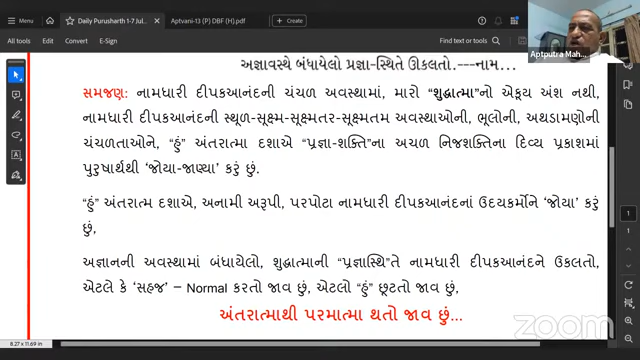 Menu
Daily Purusharth 1-7 Jul...
Aptvani-13 (P) DBF (H).pdf
+ Create
All tools
Edit
Convert
E-Sign
Find text or tools
Aptputra Mah...
અજ્ઞાવસ્થે બંધાયેલો પ્રજ્ઞા-સ્થિતે ઊકલતો.---નામ...
સમજણ: નામધારી દીપકઆનંદની ચંચળ અવસ્થામાં, મારો “શુદ્ધાત્મા”નો એકૂય અંશ નથી,
નામધારી દીપકઆનંદની સ્થૂળ-સૂક્ષ્મ-સૂક્ષ્મતર-સૂક્ષ્મતમ અવસ્થાઓની, ભૂલોની, અથડામણોની
ચંચળતાઓને, “હું” અંતરાત્મા દશાએ “પ્રજ્ઞા-શક્તિ”ના અચળ નિજશક્તિના દિવ્ય પ્રકાશમાં
પુરુષાર્થથી ‘જોયા-જાણ્યા’ કરું છું.
“હું” અંતરાત્મ દશાએ, અનામી અરૂપી, પરપોટા નામધારી દીપકઆનંદનાં ઉદયકર્મોને ‘જોયા’ કરું
છું,
અજ્ઞાનની અવસ્થામાં બંધાયેલો, શુદ્ધાત્માની “પ્રજ્ઞાસ્થિ”તે નામધારી દીપકઆનંદને ઉકલતો,
એટલે કે ‘સહજ’ – Normal કરતો જાવ છું, એટલો “હું” છૂટતો જાવ છું,
અંતરાત્માથી પરમાત્મા થતો જાવ છું...
1
1
8.27 x 11.69 in
zoom